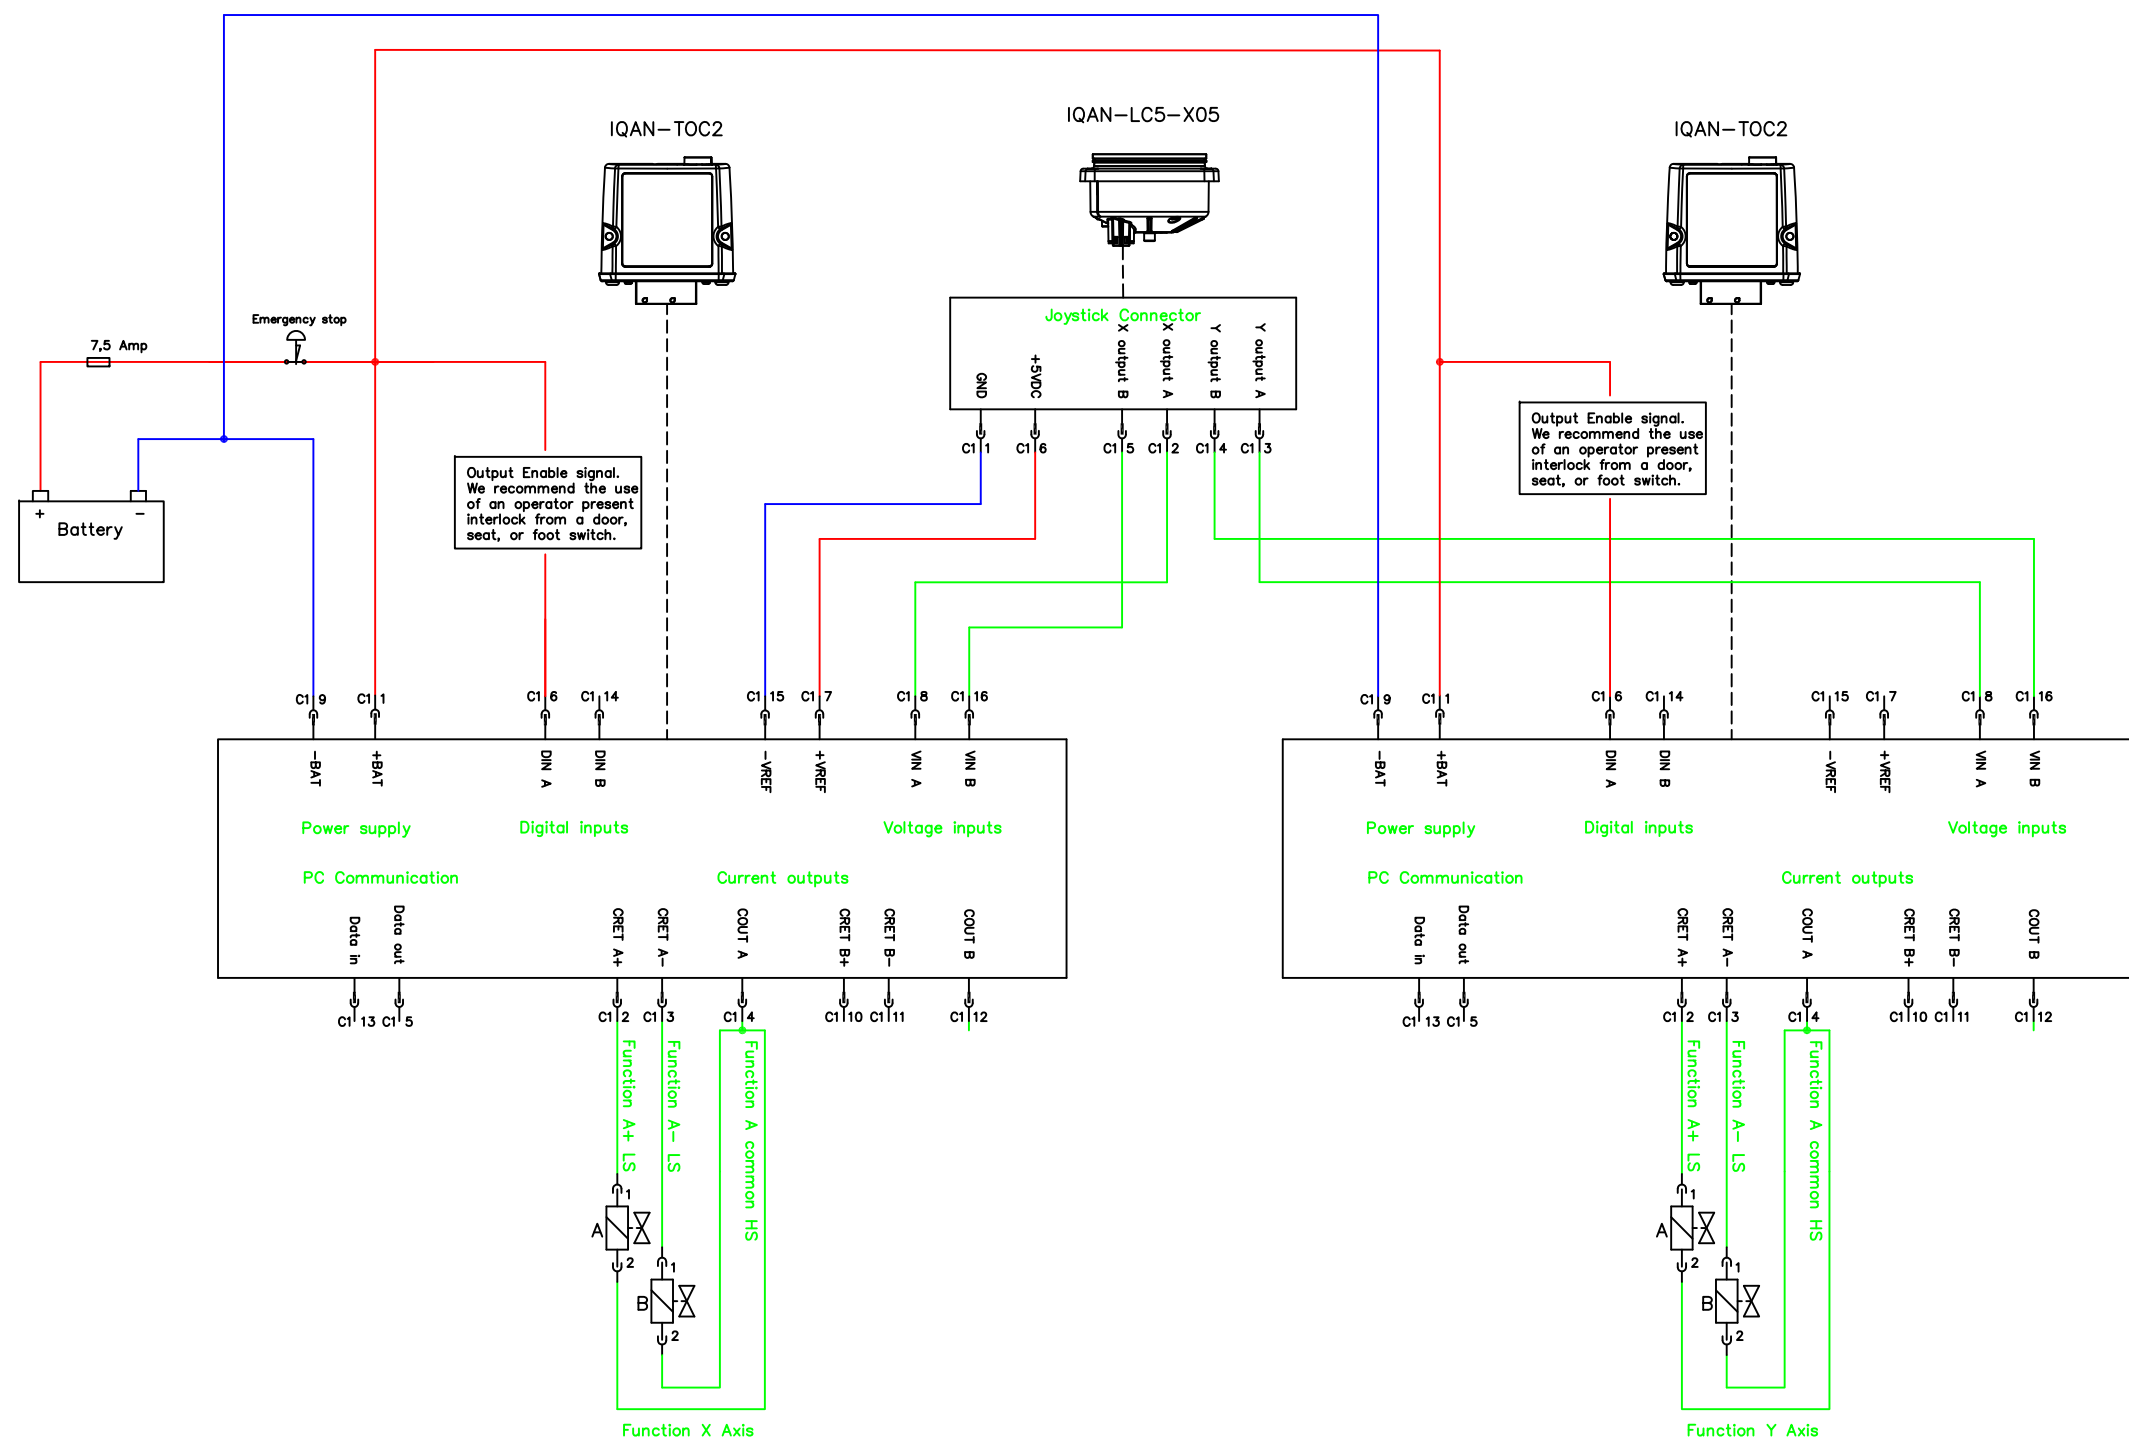 IQAN-LC5-X05
IQAN-TOC2
IQAN-TOC2
Emergency stop
7,5 Amp
Joystick Connector
GND
+5VDC
X output B
X output A
Y output B
Y output A
C1 1
C1 6
C1 5
C1 2
C1 4
C1 3
+ -
Battery
Output Enable signal.
We recommend the use
of an operator present
interlock from a door,
seat, or foot switch.
Output Enable signal.
We recommend the use
of an operator present
interlock from a door,
seat, or foot switch.
C1 9
C1 1
C1 6
C1 14
C1 15
C1 7
C1 8
C1 16
-BAT
+BAT
DIN A
DIN B
-VREF
+VREF
VIN A
VIN B
Power supply
Digital inputs
Voltage inputs
PC Communication
Current outputs
Data in
Data out
CRET A+
CRET A-
COUT A
CRET B+
CRET B-
COUT B
C1 13
C1 5
C1 2
C1 3
C1 4
C1 10
C1 11
C1 12
Function A+ LS
Function A- LS
Function A common HS
1
A
2
1
B
2
Function X Axis
C1 9
C1 1
C1 6
C1 14
C1 15
C1 7
C1 8
C1 16
-BAT
+BAT
DIN A
DIN B
-VREF
+VREF
VIN A
VIN B
Power supply
Digital inputs
Voltage inputs
PC Communication
Current outputs
Data in
Data out
CRET A+
CRET A-
COUT A
CRET B+
CRET B-
COUT B
C1 13
C1 5
C1 2
C1 3
C1 4
C1 10
C1 11
C1 12
Function A+ LS
Function A- LS
Function A common HS
1
A
2
1
B
2
Function Y Axis